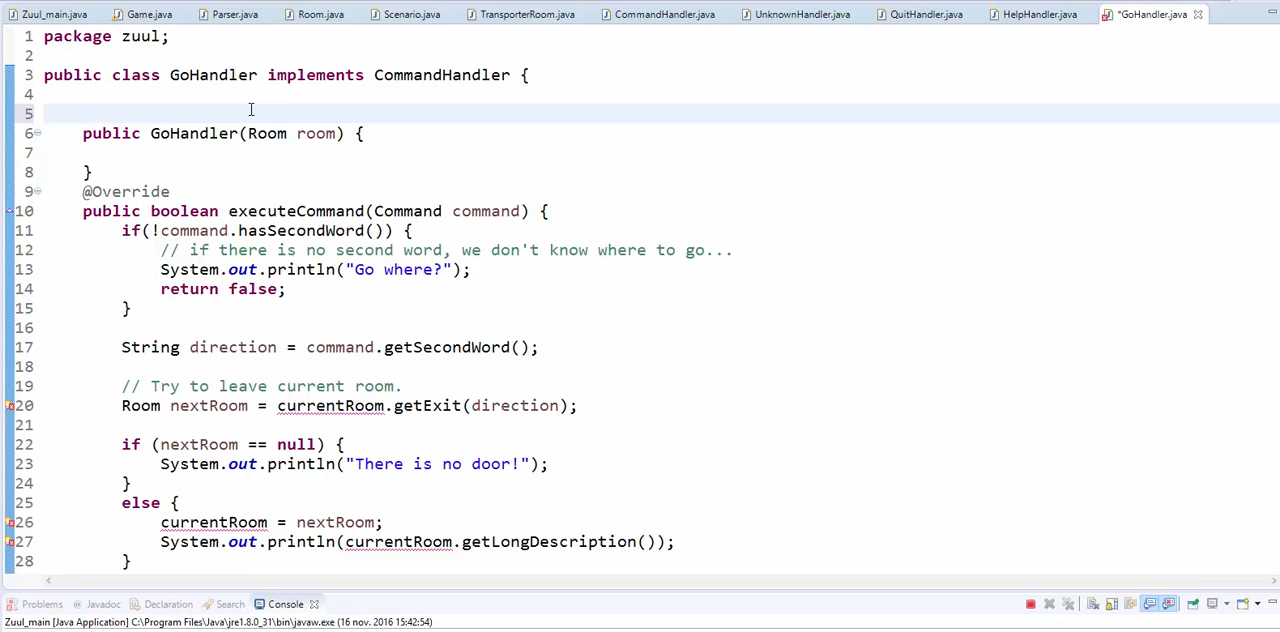 Zuul_main.java Game.java Parser.java Room.java Scenario.java TransporterRoom.java CommandHandler.java UnknownHandler.java QuitHandler.java HelpHandler.java *GoHandler.java
1 package zuul;
2
3 public class GoHandler implements CommandHandler {
4
5
6 public GoHandler(Room room) {
7
8 }
9 @Override
10 public boolean executeCommand(Command command) {
11 if(!command.hasSecondWord()) {
12 // if there is no second word, we don't know where to go...
13 System.out.println("Go where?");
14 return false;
15 }
16
17 String direction = command.getSecondWord();
18
19 // Try to leave current room.
20 Room nextRoom = currentRoom.getExit(direction);
21
22 if (nextRoom == null) {
23 System.out.println("There is no door!");
24 }
25 else {
26 currentRoom = nextRoom;
27 System.out.println(currentRoom.getLongDescription());
28 }
Problems Javadoc Declaration Search Console
Zuul_main [Java Application] C:\Program Files\Java\jre1.8.0_31\bin\javaw.exe (16 nov. 2016 15:42:54)